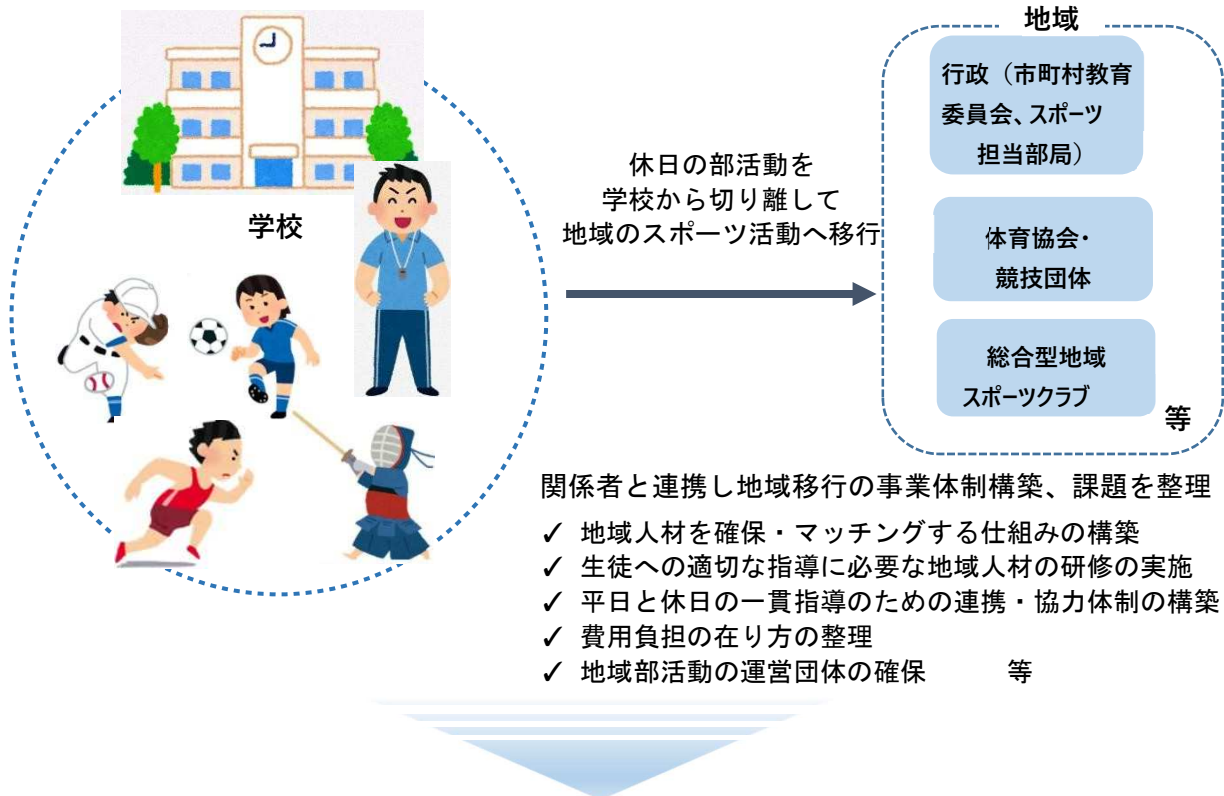 学校
休日の部活動を
学校から切り離して
地域のスポーツ活動へ移行
地域
行政（市町村教育
委員会、スポーツ
担当部局）
体育協会・
競技団体
総合型地域
スポーツクラブ
等
関係者と連携し地域移行の事業体制構築、課題を整理
✓ 地域人材を確保・マッチングする仕組みの構築
✓ 生徒への適切な指導に必要な地域人材の研修の実施
✓ 平日と休日の一貫指導のための連携・協力体制の構築
✓ 費用負担の在り方の整理
✓ 地域部活動の運営団体の確保　　　等